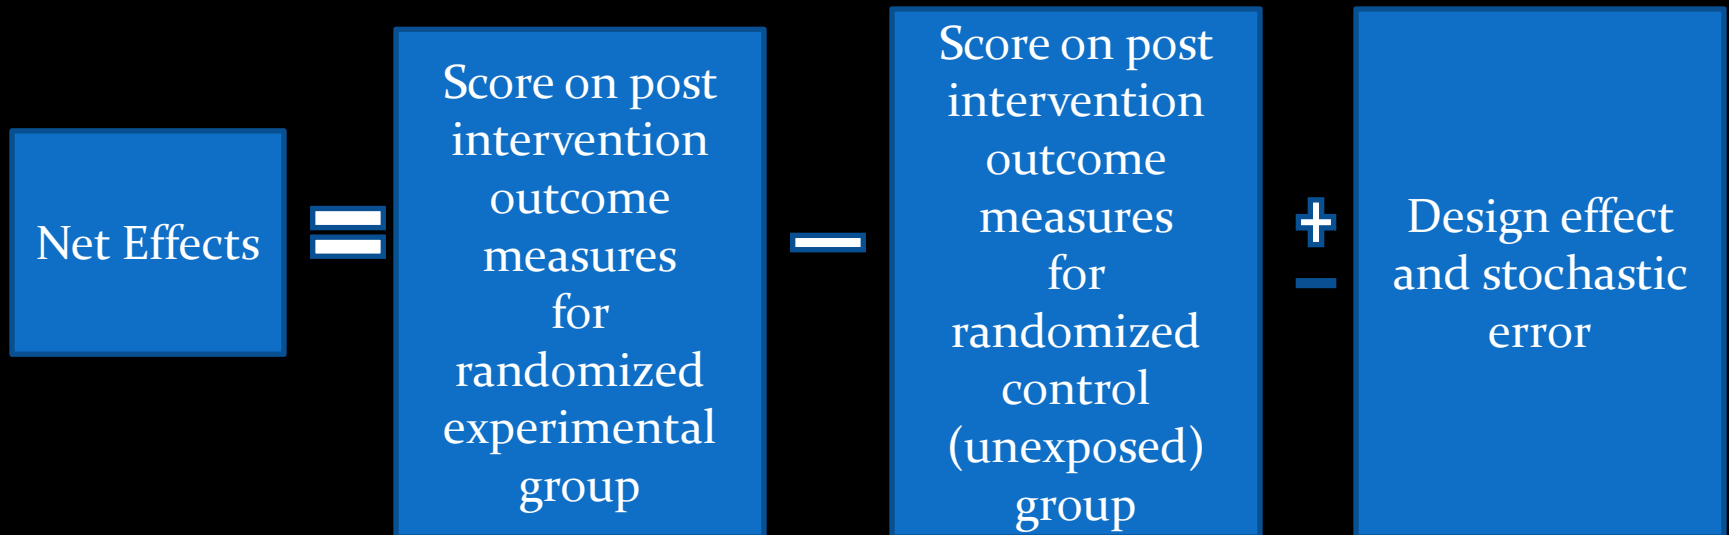 Net Effects
=
Score on post
intervention
outcome
measures
for
randomized
experimental
group
−
Score on post
intervention
outcome
measures
for
randomized
control
(unexposed)
group
+
−
Design effect
and stochastic
error